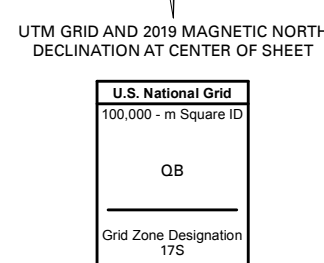 UTM GRID AND 2019 MAGNETIC NORTH
DECLINATION AT CENTER OF SHEET
U.S. National Grid
100,000 - m Square ID
QB
Grid Zone Designation
17S